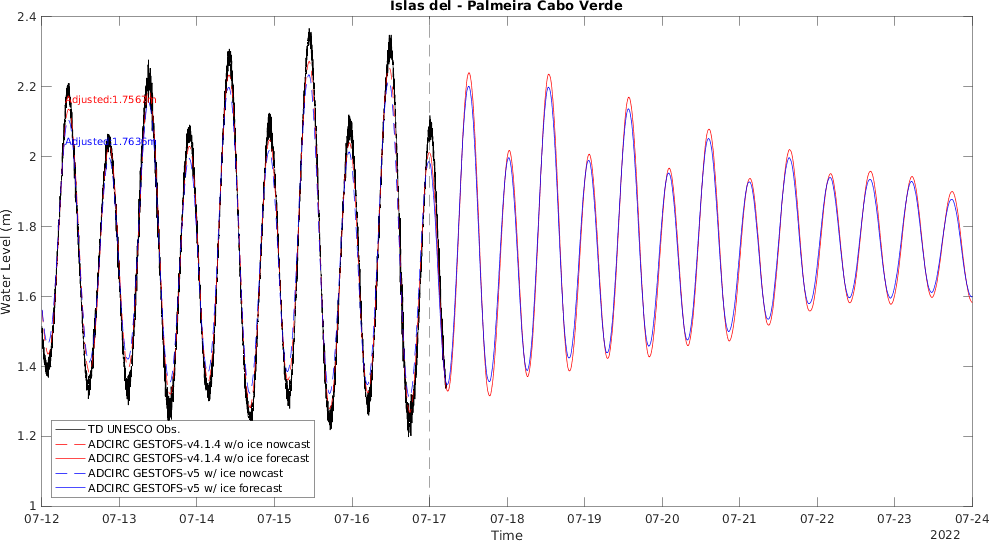 Islas del - Palmeira Cabo Verde
2.4
2.2
2
1.8
1.6
1.4
1.2
1
Water Level (m)
Adjusted:1.7563m
Adjusted:1.7635m
TD UNESCO Obs.
ADCIRC GESTOFS-v4.1.4 w/o ice nowcast
ADCIRC GESTOFS-v4.1.4 w/o ice forecast
ADCIRC GESTOFS-v5 w/ ice nowcast
ADCIRC GESTOFS-v5 w/ ice forecast
07-12 07-13 07-14 07-15 07-16 07-17 07-18 07-19 07-20 07-21 07-22 07-23 07-24
Time
2022